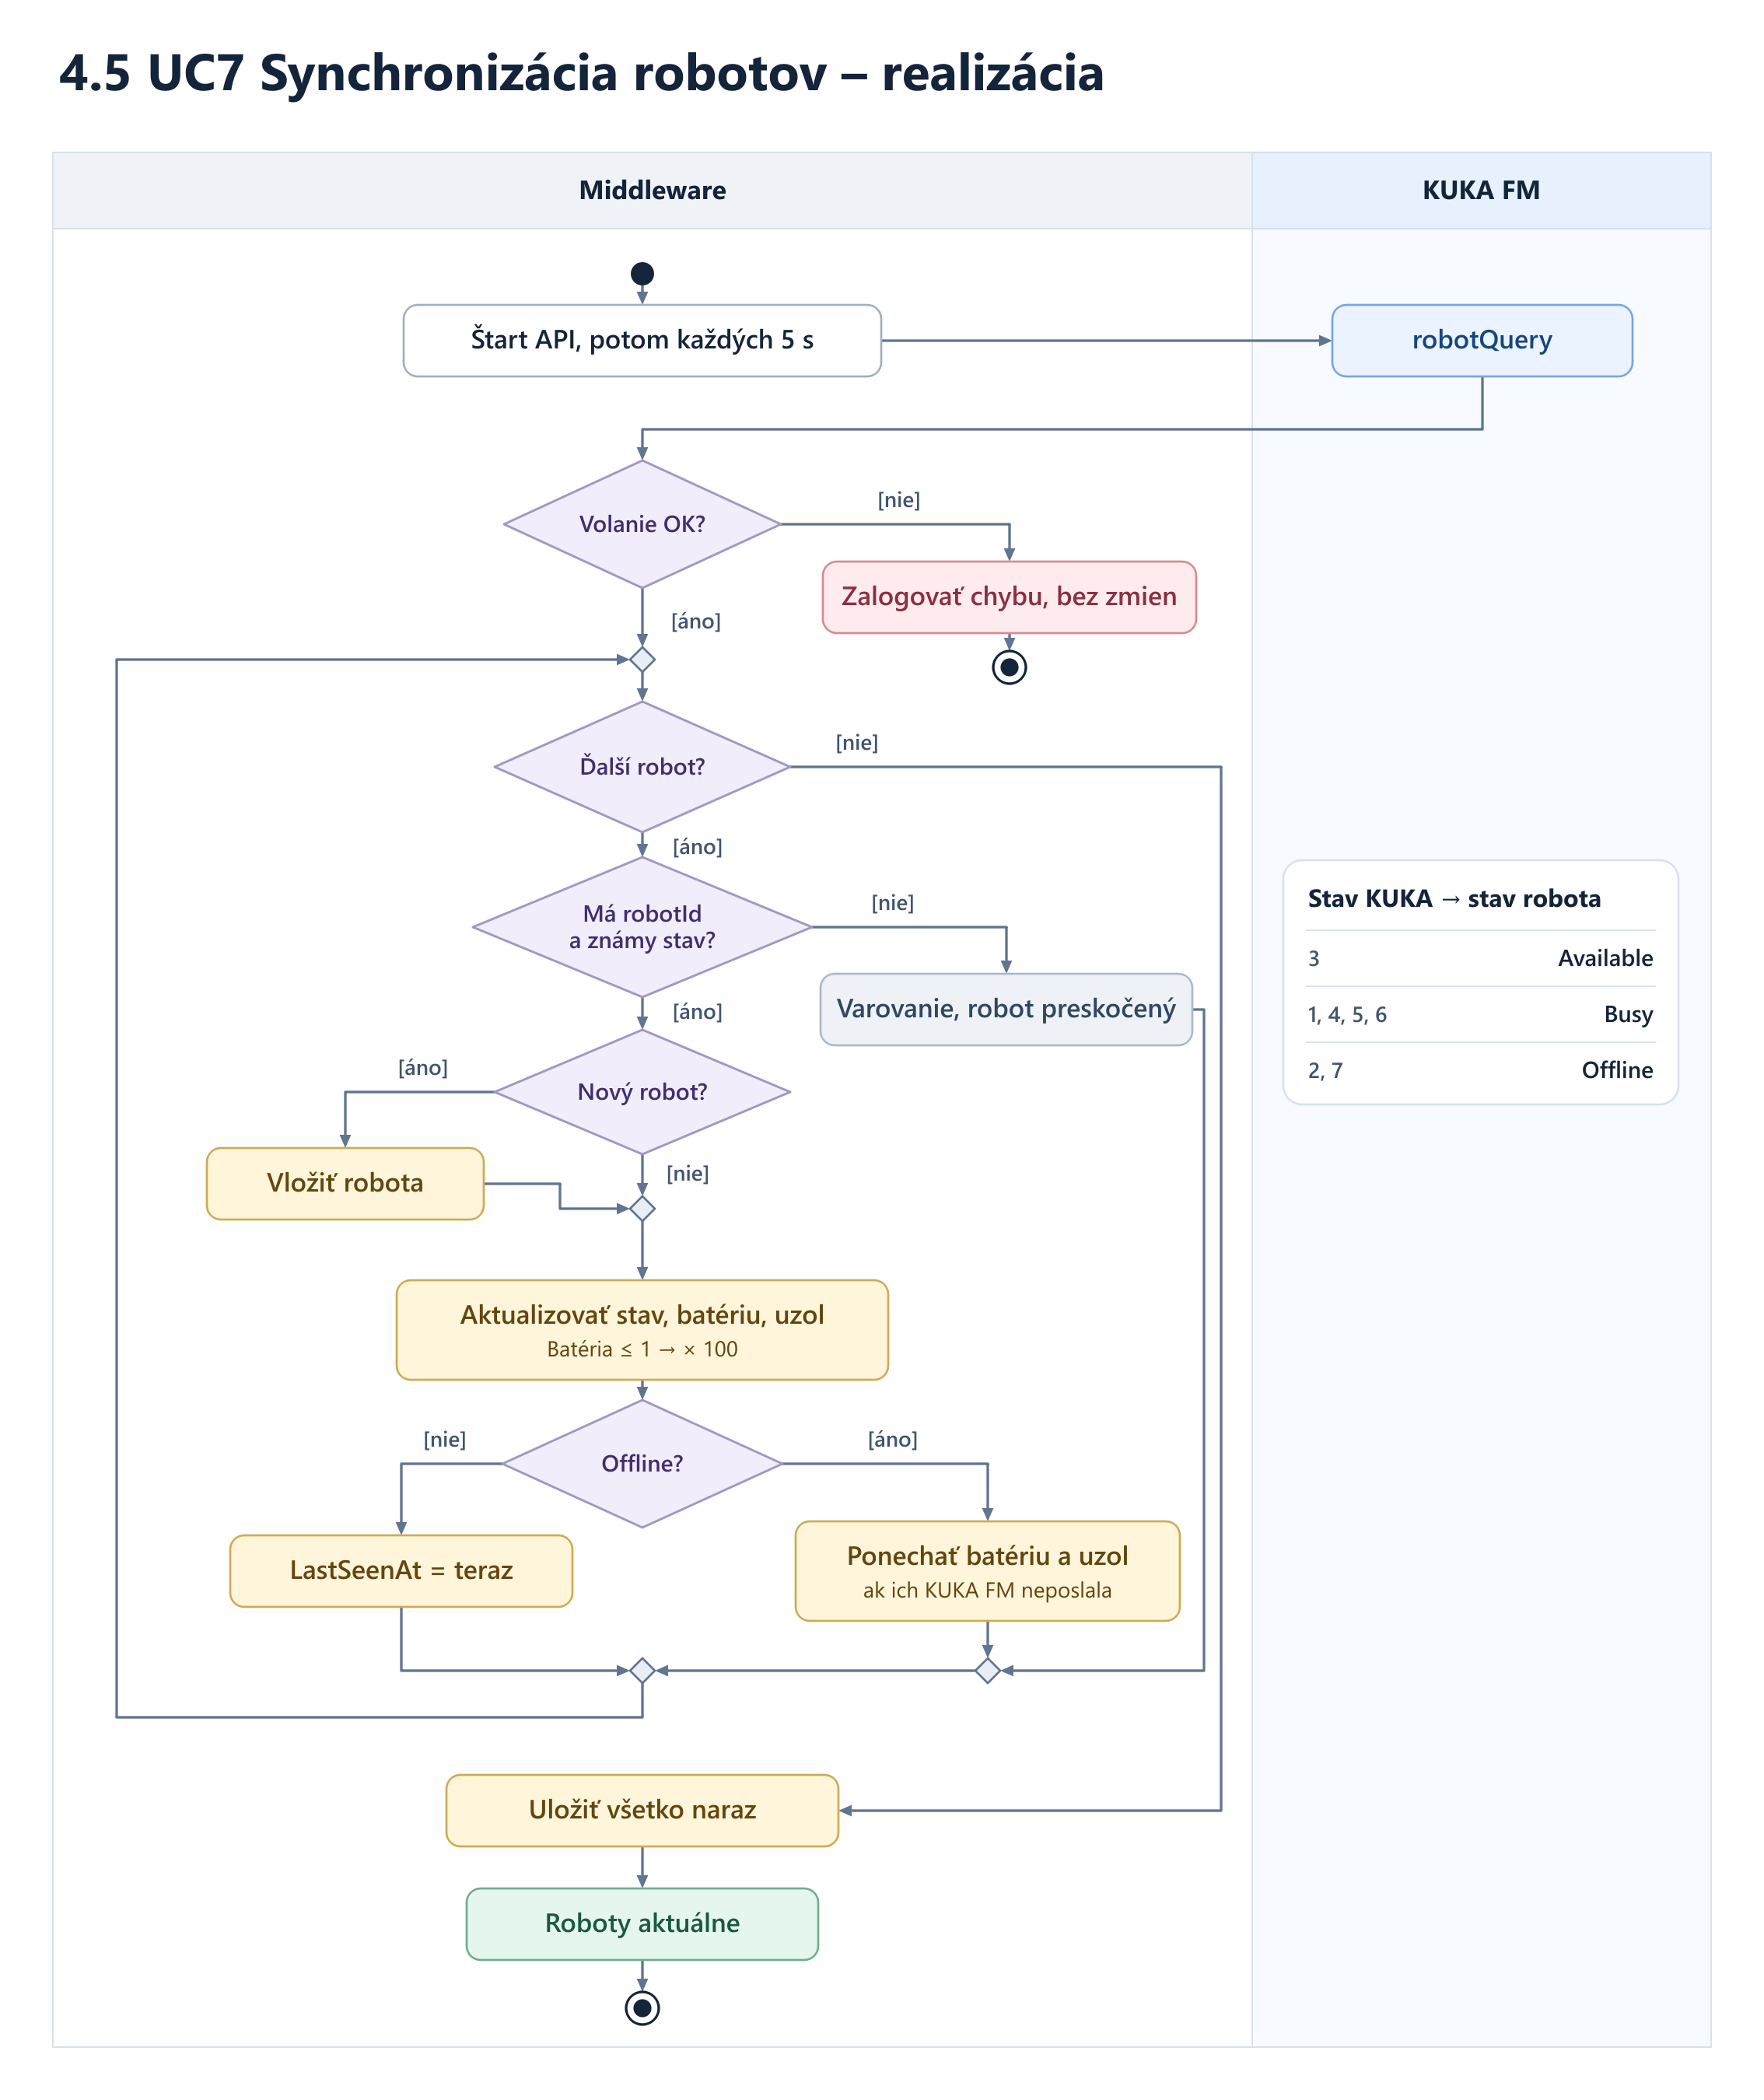 4.5 UC7 Synchronizácia robotov – realizácia
Middleware
KUKA FM
Štart API, potom každých 5 s
robotQuery
Volanie OK?
[nie]
Zalogovať chybu, bez zmien
[áno]
Ďalší robot?
[nie]
[áno]
Má robotId
a známy stav?
[nie]
Varovanie, robot preskočený
[áno]
Stav KUKA → stav robota
3 Available
1, 4, 5, 6 Busy
2, 7 Offline
Nový robot?
[áno]
Vložiť robota
[nie]
Aktualizovať stav, batériu, uzol
Batéria ≤ 1 → × 100
Offline?
[nie]
[áno]
LastSeenAt = teraz
Ponechať batériu a uzol
ak ich KUKA FM neposlala
Uložiť všetko naraz
Roboty aktuálne